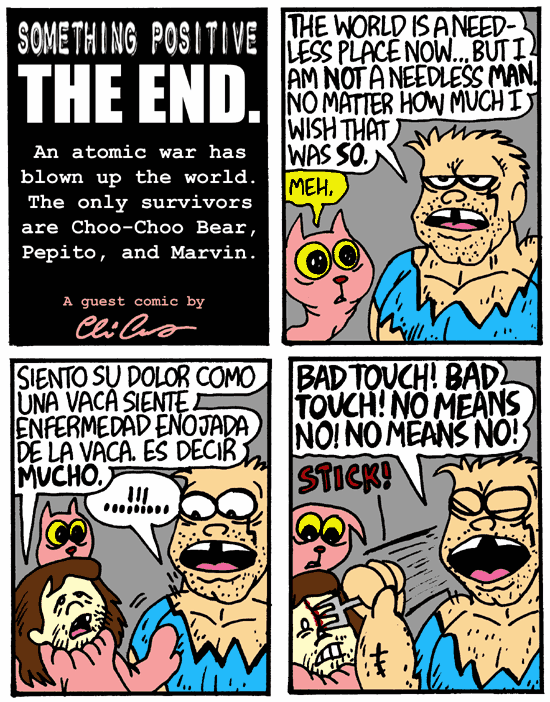 SOMETHING POSITIVE
THE END.
An atomic war has
blown up the world.
The only survivors
are Choo-Choo Bear,
Pepito, and Marvin.
A guest comic by
THE WORLD IS A NEED-
LESS PLACE NOW... BUT I
AM NOT A NEEDLESS MAN.
NO MATTER HOW MUCH I
WISH THAT
WAS SO.
MEH.
SIENTO SU DOLOR COMO
UNA VACA SIENTE
ENFERMEDAD ENOJADA
DE LA VACA. ES DECIR
MUCHO.
!!!
.........
BAD TOUCH! BAD
TOUCH! NO MEANS
NO! NO MEANS NO!
STICK!